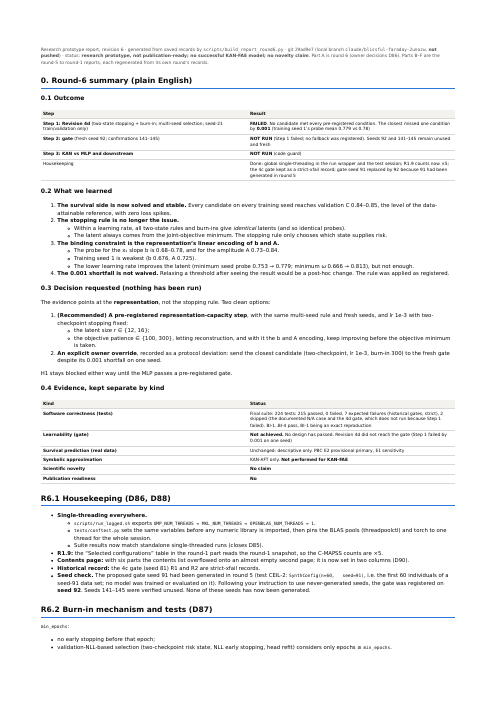 Research prototype report, revision 6 · generated from saved records by scripts/build_report_round6.py · git 29ad9e7 (local branch claude/blissful-faraday-2unozw, not
pushed) · status: research prototype, not publication-ready; no successful KAN-FAE model; no novelty claim. Part A is round 6 (owner decisions D86). Parts B–F are the
round-5 to round-1 reports, each regenerated from its own round's records.
0. Round-6 summary (plain English)
0.1 Outcome
Step Result
Step 1: Revision 4d (two-state stopping + burn-in; multi-seed selection; seed-21 FAILED. No candidate met every pre-registered condition. The closest missed one condition
train/validation only) by 0.001 (training seed 1's probe mean 0.779 vs 0.78)
Step 2: gate (fresh seed 92; confirmations 141–145) NOT RUN (Step 1 failed; no fallback was registered). Seeds 92 and 141–145 remain unused
and fresh
Step 3: KAN vs MLP and downstream NOT RUN (code guard)
Housekeeping Done: global single-threading in the run wrapper and the test session; R1.9 counts now ×5;
the 4c gate kept as a strict-xfail record; gate seed 91 replaced by 92 because 91 had been
generated in round 5
0.2 What we learned
1. The survival side is now solved and stable. Every candidate on every training seed reaches validation C 0.84–0.85, the level of the data-
attainable reference, with zero loss spikes.
2. The stopping rule is no longer the issue.
Within a learning rate, all two-state rules and burn-ins give identical latents (and so identical probes).
The latent always comes from the joint-objective minimum. The stopping rule only chooses which state supplies risk.
3. The binding constraint is the representation's linear encoding of b and A.
The probe for the x₁ slope b is 0.68–0.78, and for the amplitude A 0.73–0.84.
Training seed 1 is weakest (b 0.676, A 0.725).
The lower learning rate improves the latent (minimum seed probe 0.753 → 0.779; minimum ω 0.666 → 0.813), but not enough.
4. The 0.001 shortfall is not waived. Relaxing a threshold after seeing the result would be a post-hoc change. The rule was applied as registered.
0.3 Decision requested (nothing has been run)
The evidence points at the representation, not the stopping rule. Two clean options:
1. (Recommended) A pre-registered representation-capacity step, with the same multi-seed rule and fresh seeds, and lr 1e-3 with two-
checkpoint stopping fixed:
the latent size r ∈ {12, 16};
the objective patience ∈ {100, 300}, letting reconstruction, and with it the b and A encoding, keep improving before the objective minimum
is taken.
2. An explicit owner override, recorded as a protocol deviation: send the closest candidate (two-checkpoint, lr 1e-3, burn-in 300) to the fresh gate
despite its 0.001 shortfall on one seed.
H1 stays blocked either way until the MLP passes a pre-registered gate.
0.4 Evidence, kept separate by kind
Kind Status
Software correctness (tests) Final suite: 224 tests: 215 passed, 0 failed, 7 expected failures (historical gates, strict), 2
skipped (the documented N/A case and the 4d gate, which does not run because Step 1
failed). BI-1..BI-4 pass, BI-1 being an exact reproduction
Learnability (gate) Not achieved. No design has passed. Revision 4d did not reach the gate (Step 1 failed by
0.001 on one seed)
Survival prediction (real data) Unchanged: descriptive only. PBC E2 provisional primary, E1 sensitivity
Symbolic approximation KAN-AFT only. Not performed for KAN-FAE
Scientific novelty No claim
Publication readiness No
R6.1 Housekeeping (D86, D88)
Single-threading everywhere.
scripts/run_logged.sh exports OMP_NUM_THREADS = MKL_NUM_THREADS = OPENBLAS_NUM_THREADS = 1.
tests/conftest.py sets the same variables before any numeric library is imported, then pins the BLAS pools (threadpoolctl) and torch to one
thread for the whole session.
Suite results now match standalone single-threaded runs (closes D85).
R1.9: the "Selected configurations" table in the round-1 part reads the round-1 snapshot, so the C-MAPSS counts are ×5.
Contents page: with six parts the contents list overflowed onto an almost empty second page; it is now set in two columns (D90).
Historical record: the 4c gate (seed 81) R1 and R2 are strict-xfail records.
Seed check. The proposed gate seed 91 had been generated in round 5 (test CEIL-2: SynthConfig(n=60, seed=91)), i.e. the first 60 individuals of a
seed-91 data set; no model was trained or evaluated on it). Following your instruction to use never-generated seeds, the gate was registered on
seed 92. Seeds 141–145 were verified unused. None of these seeds has now been generated.
R6.2 Burn-in mechanism and tests (D87)
min_epochs:
no early stopping before that epoch;
validation-NLL-based selection (two-checkpoint risk state, NLL early stopping, head refit) considers only epochs ≥ min_epochs.